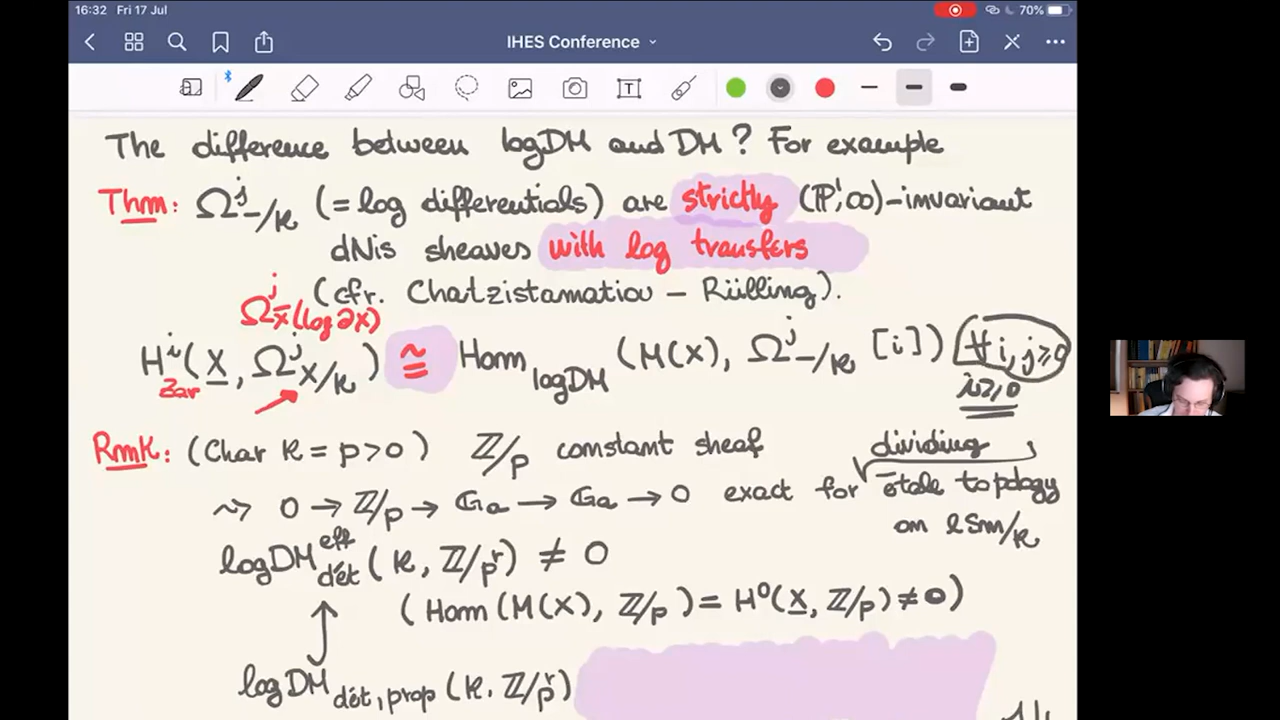 16:32 Fri 17 Jul
70%
IHES Conference
The difference between logDM and DM? For example
Thm: Ω^j_{-/k} (= log differentials) are strictly (ℙ¹,∞)-invariant
dNis sheaves with log transfers
(cfr. Chatzistamatiou – Rülling).
Ω^j_{X̄}(log ∂X)
H^i_{Zar}(X̲, Ω^j_{X/k}) ≅ Hom_{logDM}(M(X), Ω^j_{-/k}[i]) (∀ i,j ≥ 0)
i ≥ 0
Rmk: (Char k = p > 0) ℤ/p constant sheaf
dividing
⇝ 0 → ℤ/p → 𝔾a → 𝔾a → 0 exact for étale topology
on lSm/k
logDM^{eff}_{dét}(k, ℤ/p^r) ≠ 0
(Hom(M(X), ℤ/p) = H⁰(X̲, ℤ/p) ≠ 0)
logDM_{dét,prop}(k, ℤ/p^r)